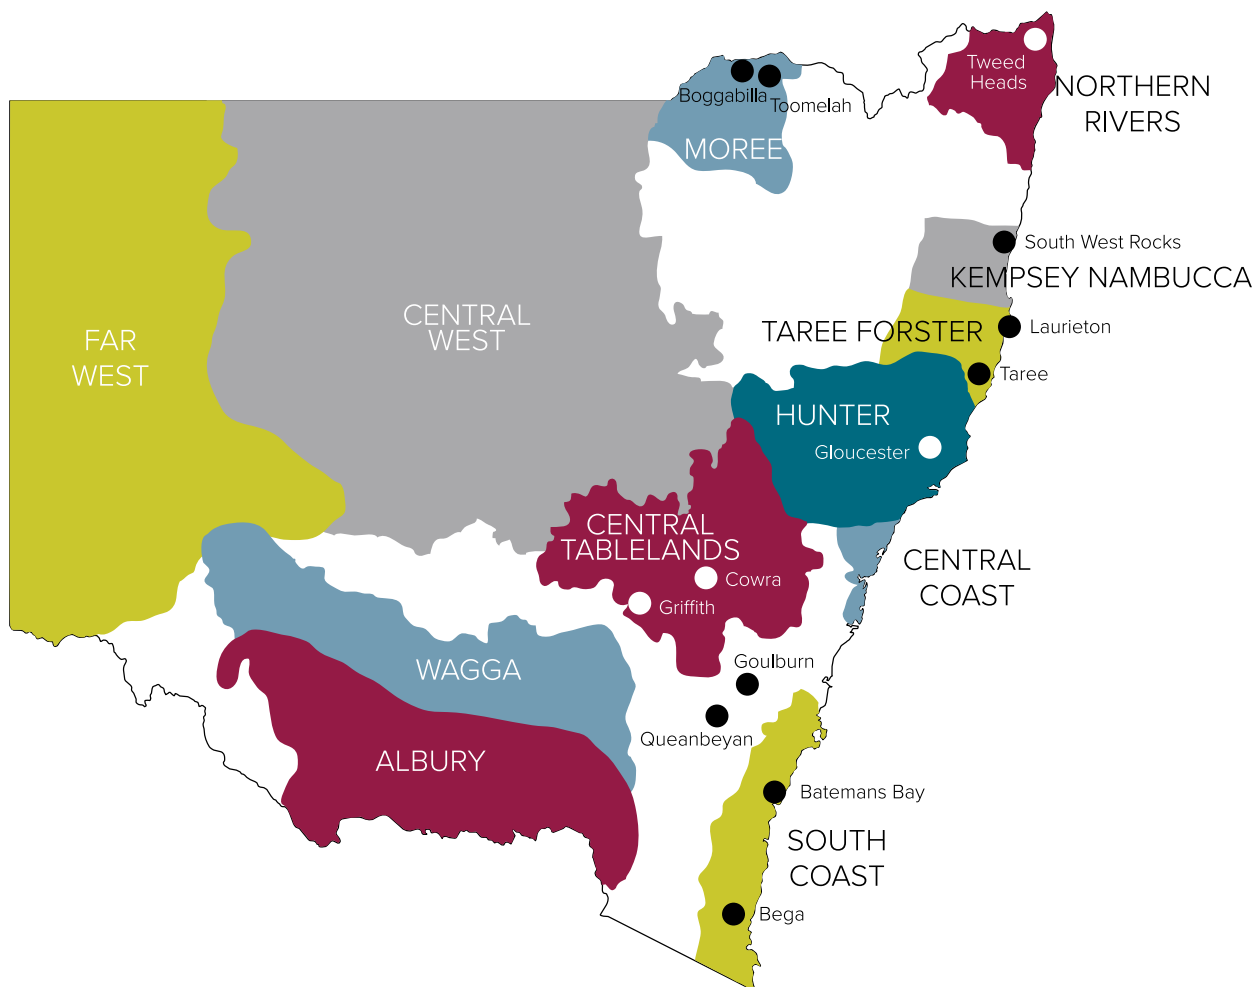 Tweed
Heads
NORTHERN
RIVERS
Boggabilla
Toomelah
MOREE
South West Rocks
KEMPSEY NAMBUCCA
CENTRAL
WEST
FAR
WEST
TAREE FORSTER
Laurieton
Taree
HUNTER
Gloucester
CENTRAL
TABLELANDS
Cowra
Griffith
CENTRAL
COAST
WAGGA
Goulburn
Queanbeyan
ALBURY
Batemans Bay
SOUTH
COAST
Bega